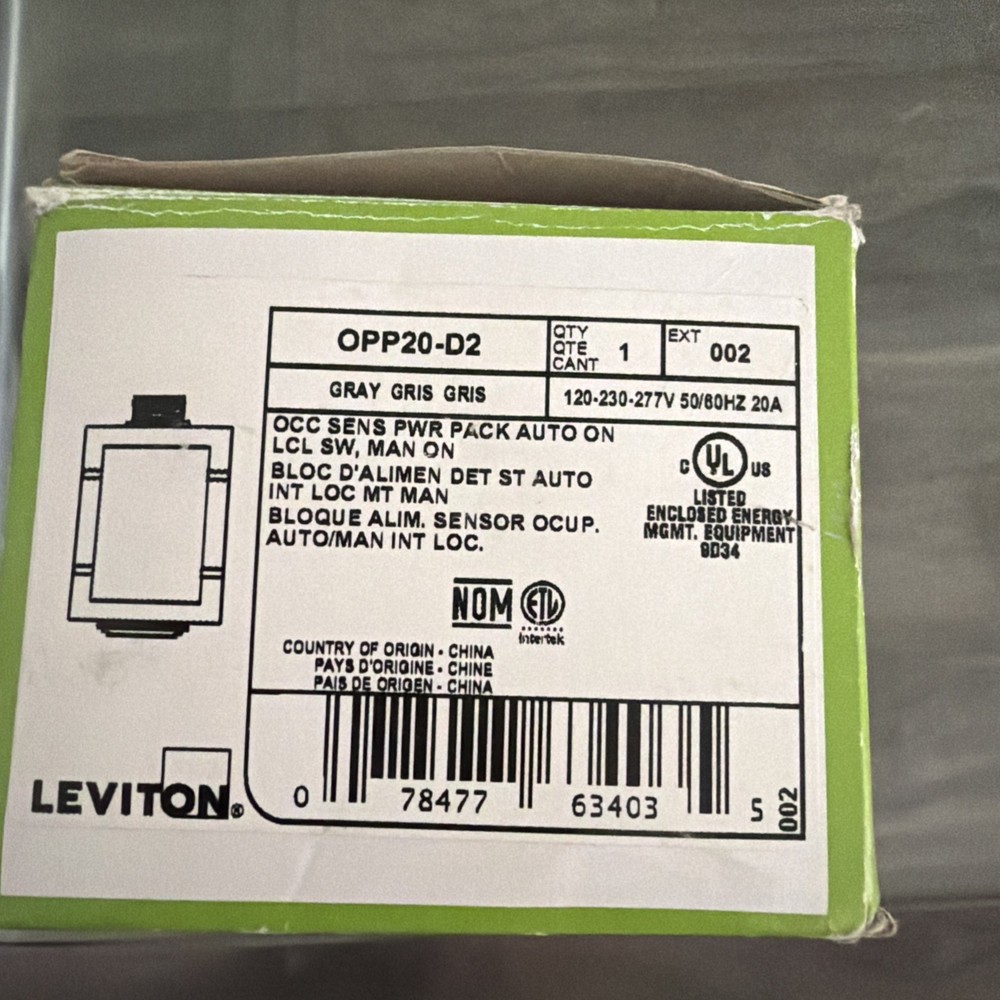 OPP20-D2
QTY
QTE
CANT
1
EXT
002
GRAY GRIS GRIS
120-230-277V 50/60HZ 20A
OCC SENS PWR PACK AUTO ON
LCL SW, MAN ON
BLOC D'ALIMEN DET ST AUTO
INT LOC MT MAN
BLOQUE ALIM. SENSOR OCUP.
AUTO/MAN INT LOC.
C UL US
LISTED
ENCLOSED ENERGY
MGMT. EQUIPMENT
9D34
NOM
ETL
Intertek
COUNTRY OF ORIGIN - CHINA
PAYS D'ORIGINE - CHINE
PAIS DE ORIGEN - CHINA
LEVITON®
0 78477 63403 5
002